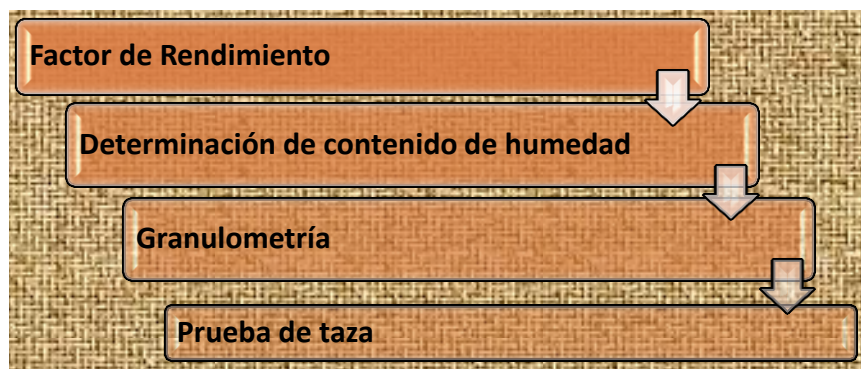 Factor de Rendimiento
Determinación de contenido de humedad
Granulometría
Prueba de taza